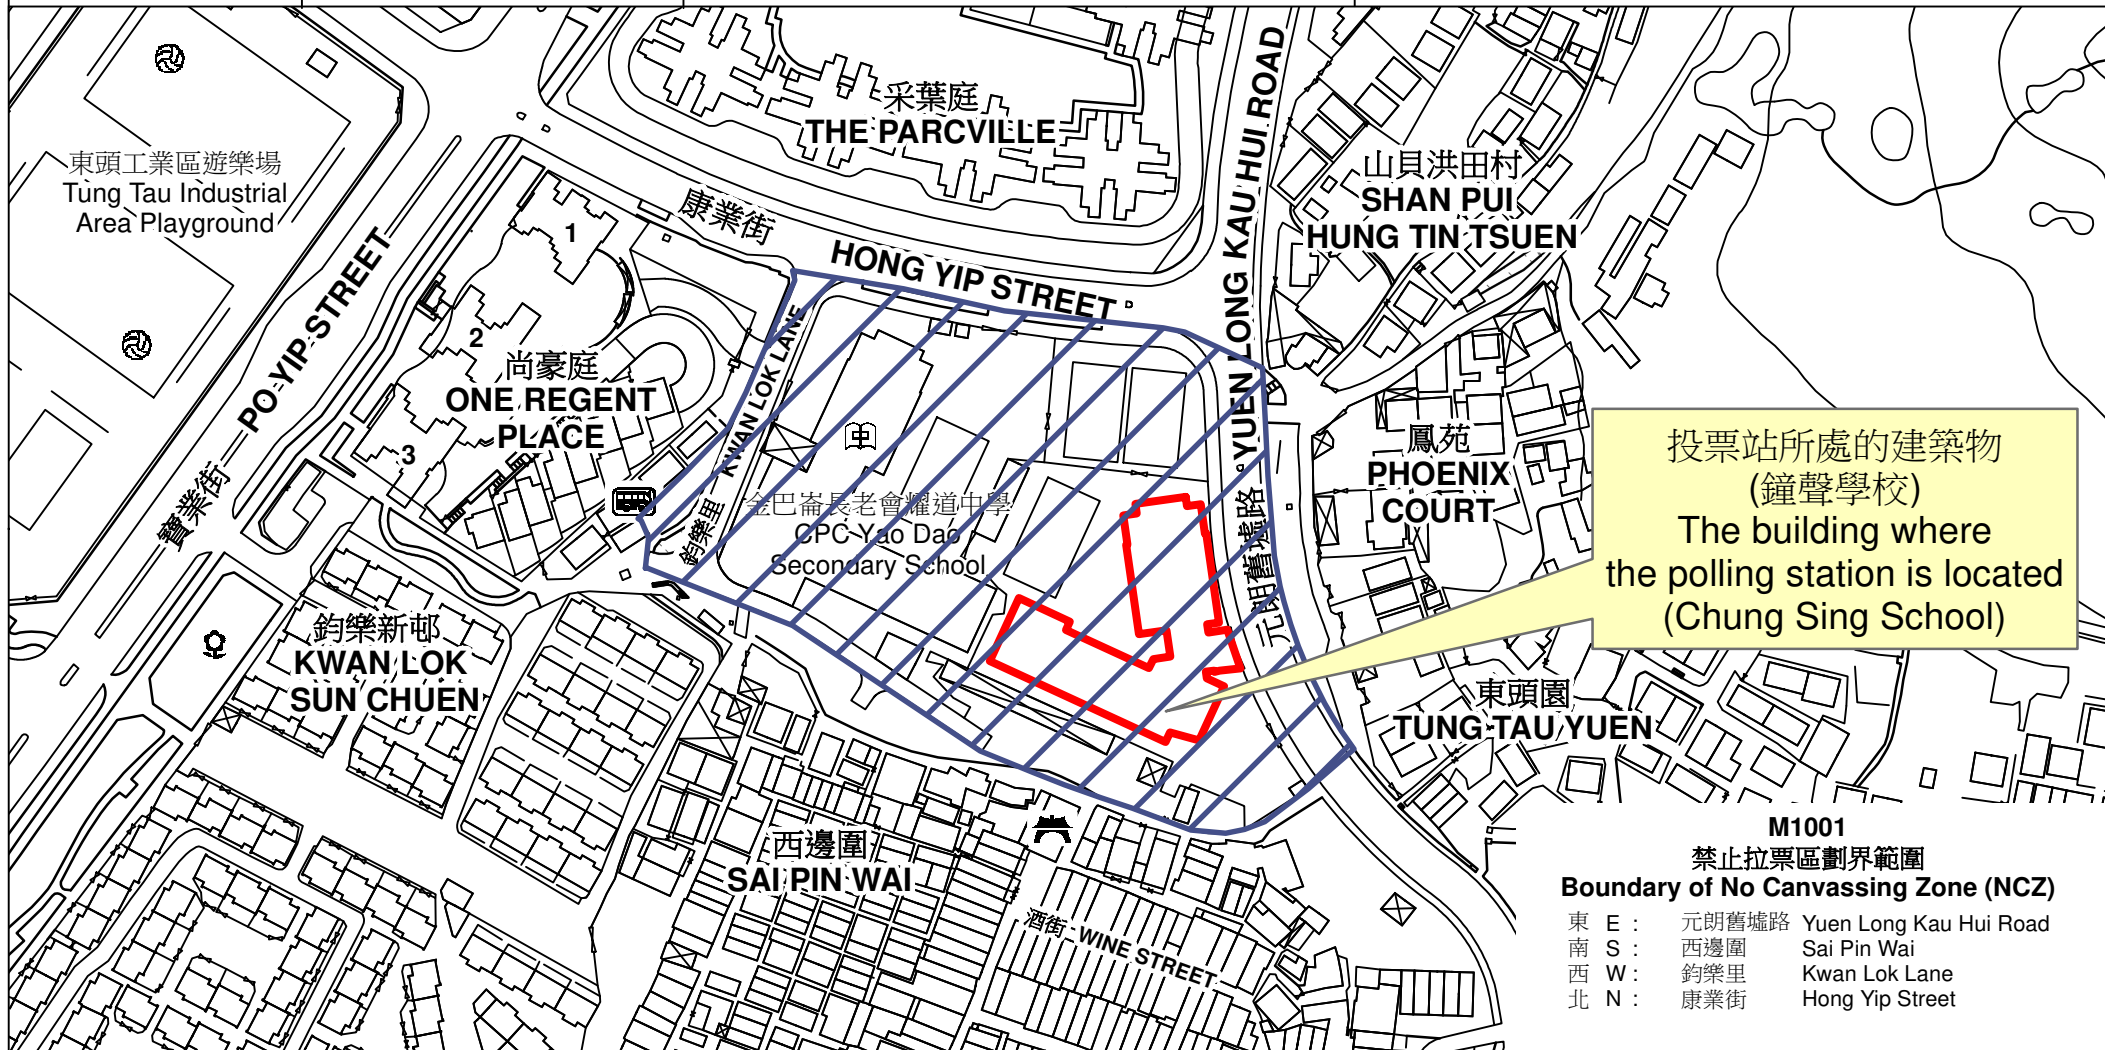 采葉庭
THE PARCVILLE
東頭工業區遊樂場
Tung Tau Industrial
Area Playground
康業街
HONG YIP STREET
YUEN LONG KAU HUI ROAD
元朗舊墟路
山貝洪田村
SHAN PUI
HUNG TIN TSUEN
寶業街
PO YIP STREET
1
2
3
尚豪庭
ONE REGENT
PLACE
鈞樂里
KWAN LOK LANE
中
金巴崙長老會耀道中學
CPC Yao Dao
Secondary School
鳳苑
PHOENIX
COURT
投票站所處的建築物
(鐘聲學校)
The building where
the polling station is located
(Chung Sing School)
鈞樂新邨
KWAN LOK
SUN CHUEN
東頭園
TUNG TAU YUEN
西邊圍
SAI PIN WAI
酒街 WINE STREET
M1001
禁止拉票區劃界範圍
Boundary of No Canvassing Zone (NCZ)
東 E : 元朗舊墟路 Yuen Long Kau Hui Road
南 S : 西邊圍 Sai Pin Wai
西 W : 鈞樂里 Kwan Lok Lane
北 N : 康業街 Hong Yip Street